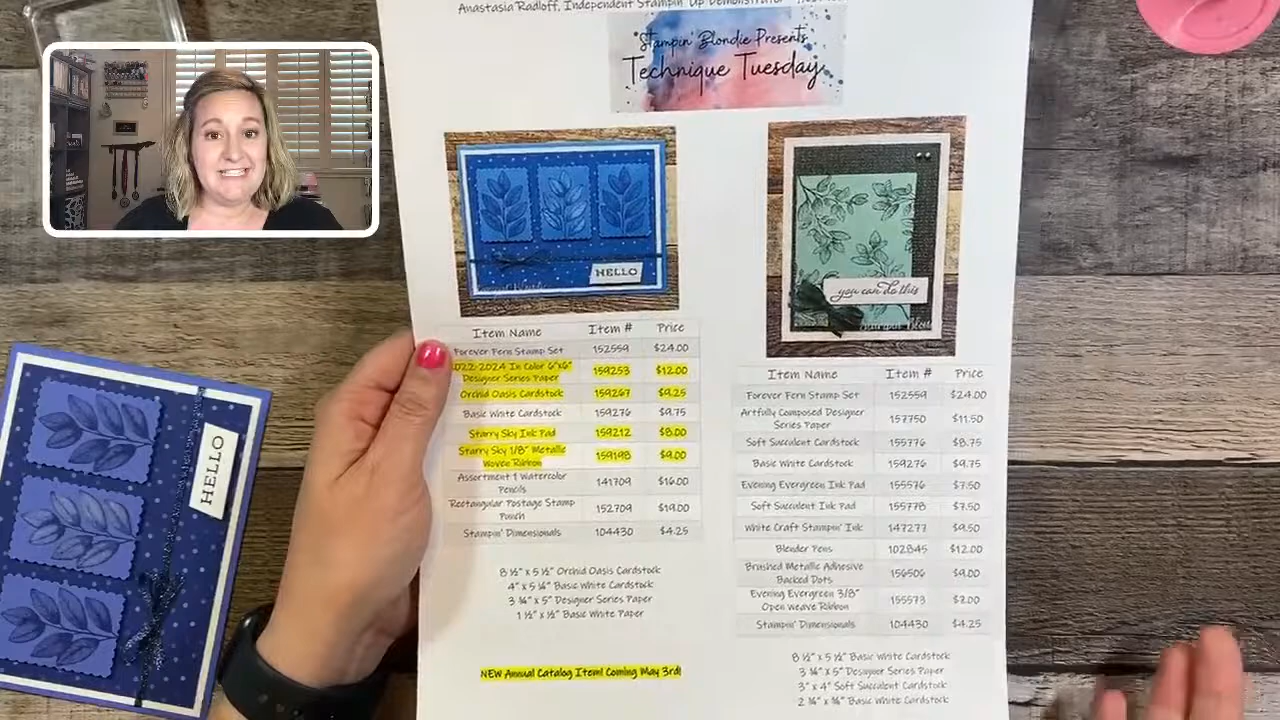 Anastasia Radloff, Independent Stampin' Up Demonstrator
Stampin' Blondie Presents
Technique Tuesday
HELLO
you can do this
Item Name Item # Price
Forever Fern Stamp Set 152559 $24.00
2022-2024 In Color 6"x6"
Designer Series Paper 159253 $12.00
Orchid Oasis Cardstock 159267 $9.25
Basic White Cardstock 159276 $9.75
Starry Sky Ink Pad 159212 $8.00
Starry Sky 1/8" Metallic
Woven Ribbon 159198 $9.00
Assortment 1 Watercolor
Pencils 141709 $16.00
Rectangular Postage Stamp
Punch 152709 $19.00
Stampin' Dimensionals 104430 $4.25
8 ½" x 5 ½" Orchid Oasis Cardstock
4" x 5 ¼" Basic White Cardstock
3 ¾" x 5" Designer Series Paper
1 ½" x ½" Basic White Paper
NEW Annual Catalog Item! Coming May 3rd!
Item Name Item # Price
Forever Fern Stamp Set 152559 $24.00
Artfully Composed Designer
Series Paper 157750 $11.50
Soft Succulent Cardstock 155776 $8.75
Basic White Cardstock 159276 $9.75
Evening Evergreen Ink Pad 155576 $7.50
Soft Succulent Ink Pad 155778 $7.50
White Craft Stampin' Ink 147277 $9.50
Blender Pens 102845 $12.00
Brushed Metallic Adhesive
Backed Dots 156506 $9.00
Evening Evergreen 3/8"
Open Weave Ribbon 155573 $8.00
Stampin' Dimensionals 104430 $4.25
8 ½" x 5 ½" Basic White Cardstock
3 ¾" x 5" Designer Series Paper
3" x 4" Soft Succulent Cardstock
Basic White Cardstock
HELLO